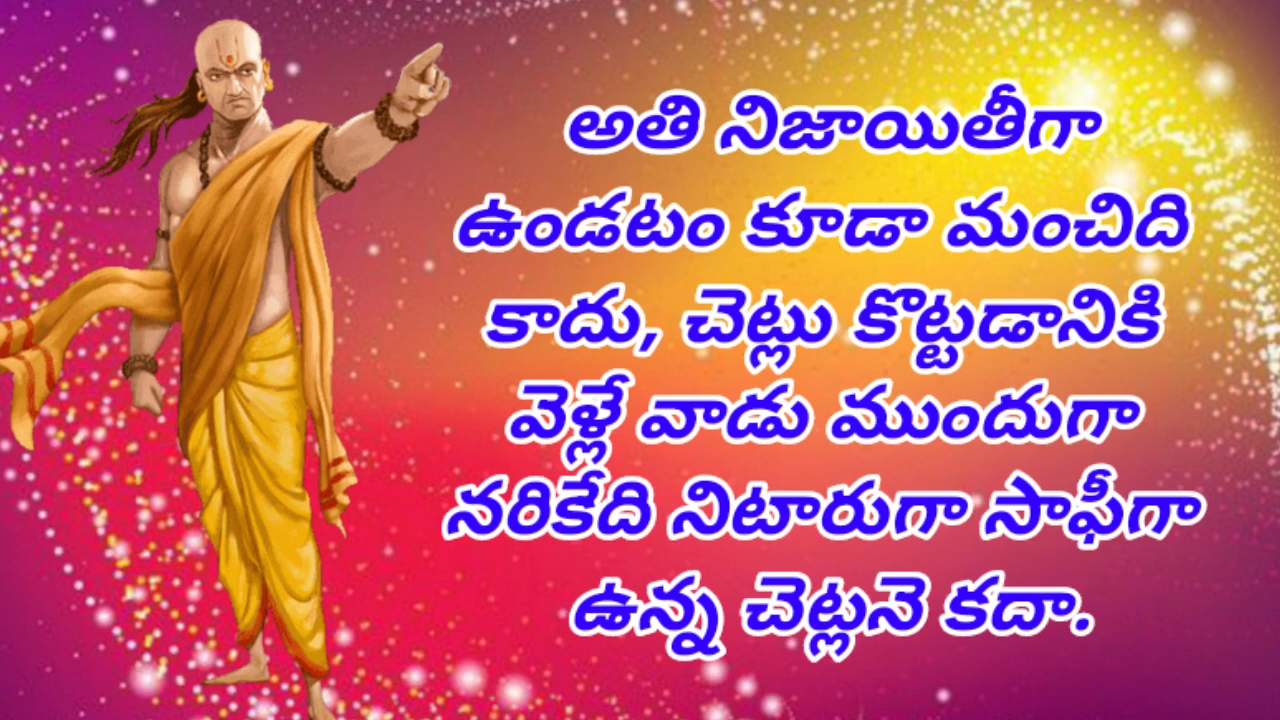 అతి నిజాయితీగా
ఉండటం కూడా మంచిది
కాదు, చెట్లు కొట్టడానికి
వెళ్లే వాడు ముందుగా
నరికేది నిటారుగా సాఫీగా
ఉన్న చెట్లనె కదా.